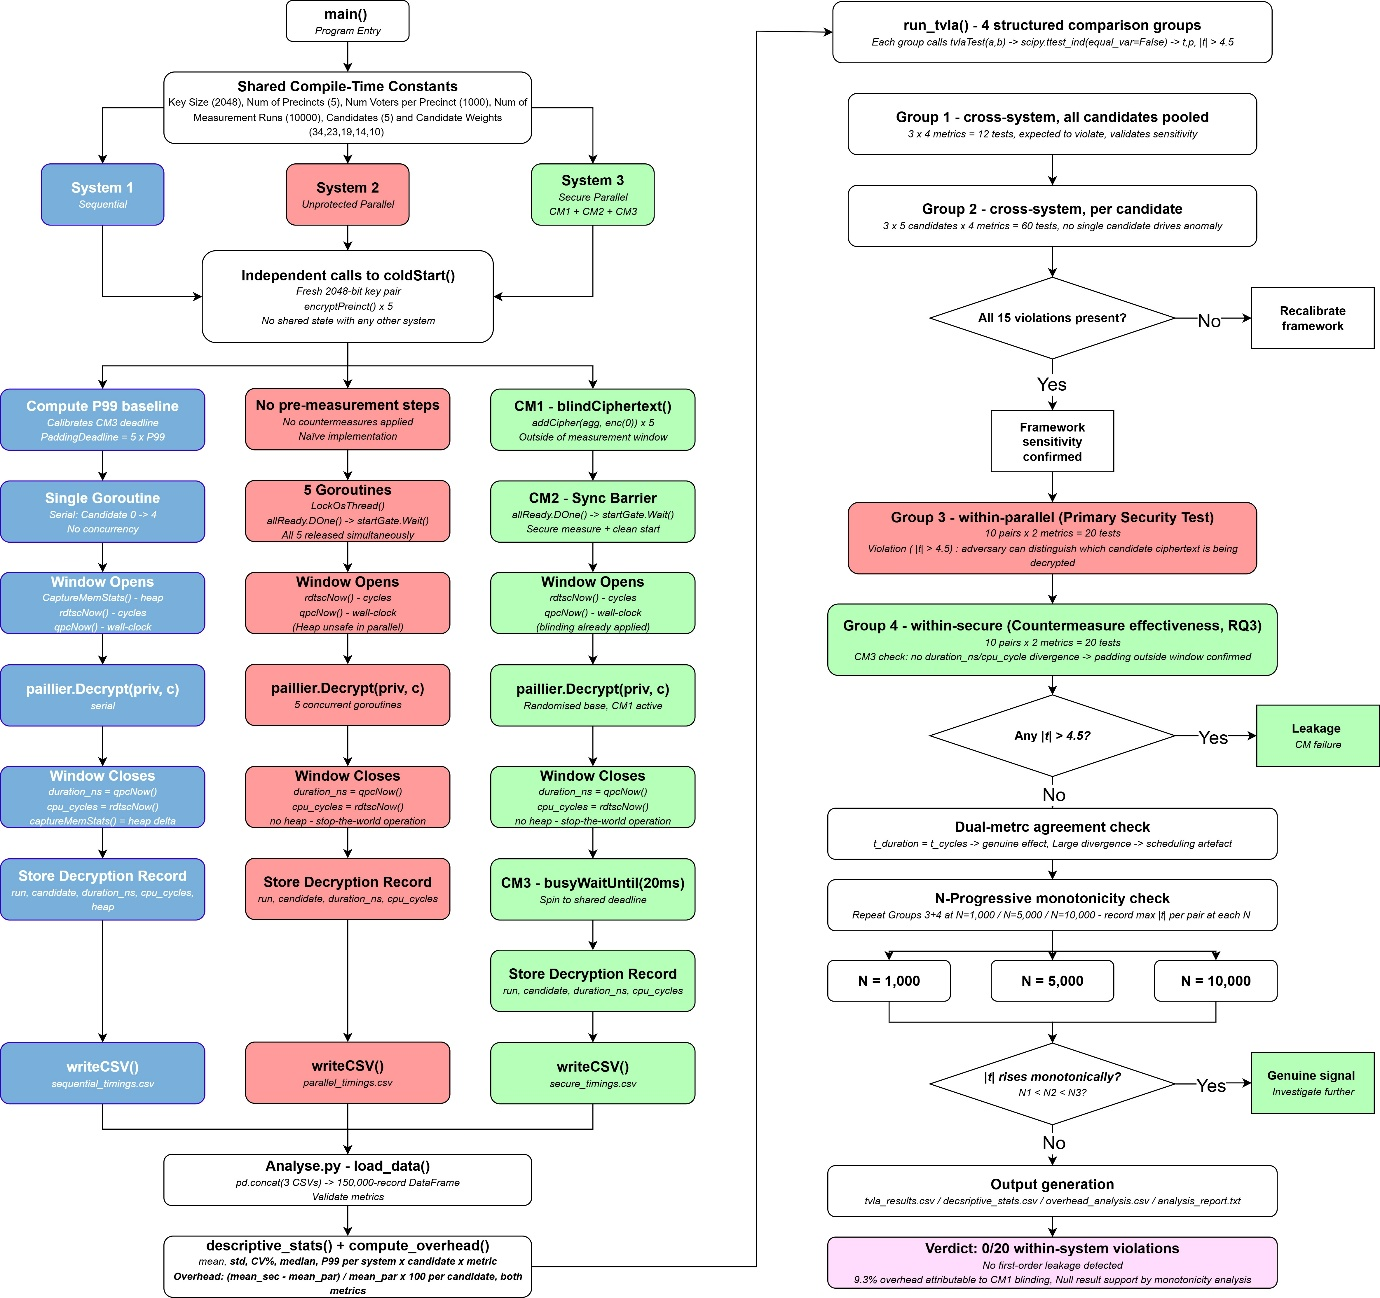 main()
Program Entry
Shared Compile-Time Constants
Key Size (2048), Num of Precincts (5), Num Voters per Precinct (1000), Num of
Measurement Runs (10000), Candidates (5) and Candidate Weights
(34,23,19,14,10)
System 1
Sequential
System 2
Unprotected Parallel
System 3
Secure Parallel
CM1 + CM2 + CM3
Independent calls to coldStart()
Fresh 2048-bit key pair
encryptPreinct() x 5
No shared state with any other system
Compute P99 baseline
Calibrates CM3 deadline
PaddingDeadline = 5 x P99
No pre-measurement steps
No countermeasures applied
Naïve implementation
CM1 - blindCiphertext()
addCipher(agg, enc(0)) x 5
Outside of measurement window
Single Goroutine
Serial: Candidate 0 -> 4
No concurrency
5 Goroutines
LockOsThread()
allReady.DOne() -> startGate.Wait()
All 5 released simultaneously
CM2 - Sync Barrier
allReady.DOne() -> startGate.Wait()
Secure measure + clean start
Window Opens
CaptureMemStats() - heap
rdtscNow() - cycles
qpcNow() - wall-clock
Window Opens
rdtscNow() - cycles
qpcNow() - wall-clock
(Heap unsafe in parallel)
Window Opens
rdtscNow() - cycles
qpcNow() - wall-clock
(blinding already applied)
paillier.Decrypt(priv, c)
serial
paillier.Decrypt(priv, c)
5 concurrent goroutines
paillier.Decrypt(priv, c)
Randomised base, CM1 active
Window Closes
duration_ns = qpcNow()
cpu_cycles = rdtscNow()
captureMemStats() = heap delta
Window Closes
duration_ns = qpcNow()
cpu_cycles = rdtscNow()
no heap - stop-the-world operation
Window Closes
duration_ns = qpcNow()
cpu_cycles = rdtscNow()
no heap - stop-the-world operation
Store Decryption Record
run, candidate, duration_ns, cpu_cycles,
heap
Store Decryption Record
run, candidate, duration_ns, cpu_cycles
CM3 - busyWaitUntil(20ms)
Spin to shared deadline
Store Decryption Record
run, candidate, duration_ns, cpu_cycles
writeCSV()
sequential_timings.csv
writeCSV()
parallel_timings.csv
writeCSV()
secure_timings.csv
Analyse.py - load_data()
pd.concat(3 CSVs) -> 150,000-record DataFrame
Validate metrics
descriptive_stats() + compute_overhead()
mean, std, CV%, median, P99 per system x candidate x metric
Overhead: (mean_sec - mean_par) / mean_par x 100 per candidate, both
metrics
run_tvla() - 4 structured comparison groups
Each group calls tvlaTest(a,b) -> scipy.ttest_ind(equal_var=False) -> t,p, |t| > 4.5
Group 1 - cross-system, all candidates pooled
3 x 4 metrics = 12 tests, expected to violate, validates sensitivity
Group 2 - cross-system, per candidate
3 x 5 candidates x 4 metrics = 60 tests, no single candidate drives anomaly
All 15 violations present?
No
Recalibrate
framework
Yes
Framework
sensitivity
confirmed
Group 3 - within-parallel (Primary Security Test)
10 pairs x 2 metrics = 20 tests
Violation ( |t| > 4.5) : adversary can distinguish which candidate ciphertext is being
decrypted
Group 4 - within-secure (Countermeasure effectiveness, RQ3)
10 pairs x 2 metrics = 20 tests
CM3 check: no duration_ns/cpu_cycle divergence -> padding outside window confirmed
Any |t| > 4.5?
Yes
Leakage
CM failure
No
Dual-metrc agreement check
t_duration = t_cycles -> genuine effect, Large divergence -> scheduling artefact
N-Progressive monotonicity check
Repeat Groups 3+4 at N=1,000 / N=5,000 / N=10,000 - record max |t| per pair at each N
N = 1,000
N = 5,000
N = 10,000
|t| rises monotonically?
N1 < N2 < N3?
Yes
Genuine signal
Investigate further
No
Output generation
tvla_results.csv / decsriptive_stats.csv / overhead_analysis.csv / analysis_report.txt
Verdict: 0/20 within-system violations
No first-order leakage detected
9.3% overhead attributable to CM1 blinding, Null result support by monotonicity analysis